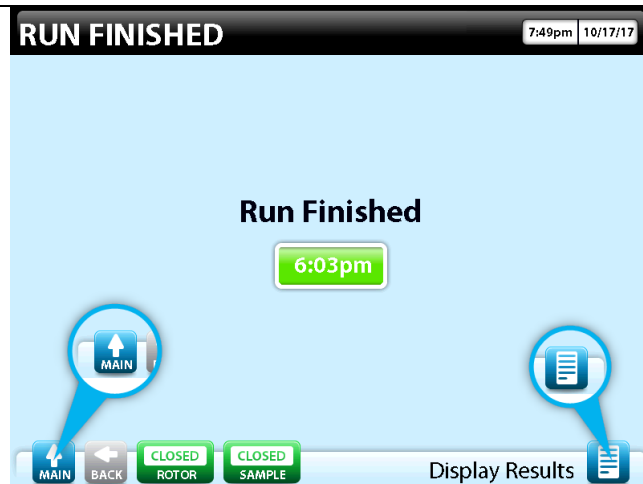 RUN FINISHED
7:49pm 10/17/17
Run Finished
6:03pm
MAIN
MAIN
BACK
CLOSED
ROTOR
CLOSED
SAMPLE
Display Results